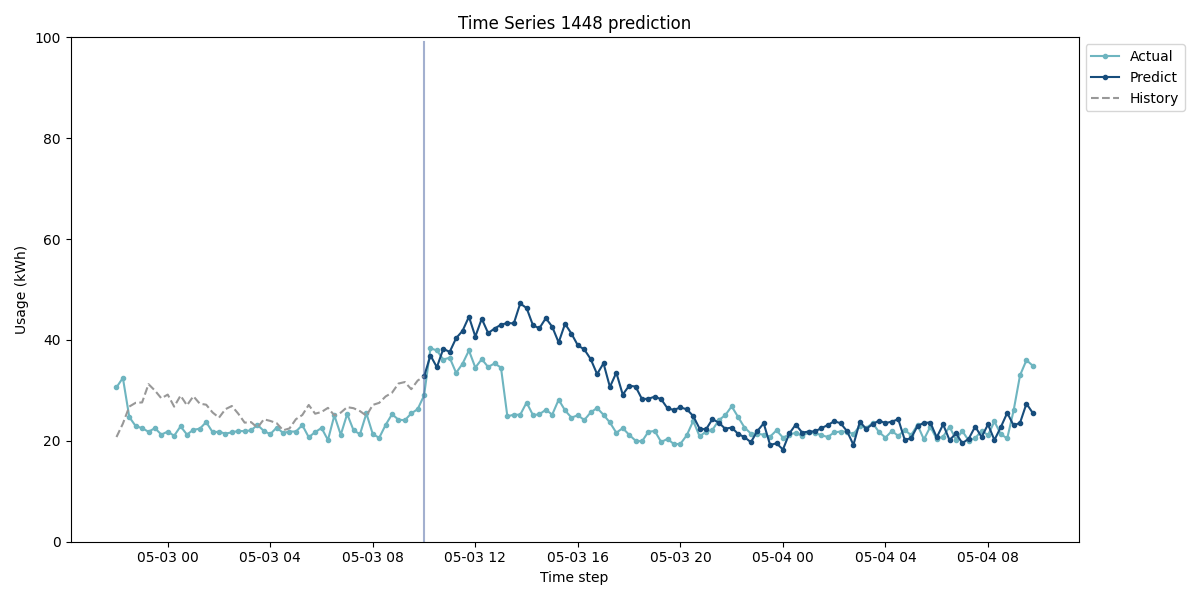 Time Series 1448 prediction
100
80
60
40
20
0
Usage (kWh)
05-03 00
05-03 04
05-03 08
05-03 12
05-03 16
05-03 20
05-04 00
05-04 04
05-04 08
Time step
Actual
Predict
History